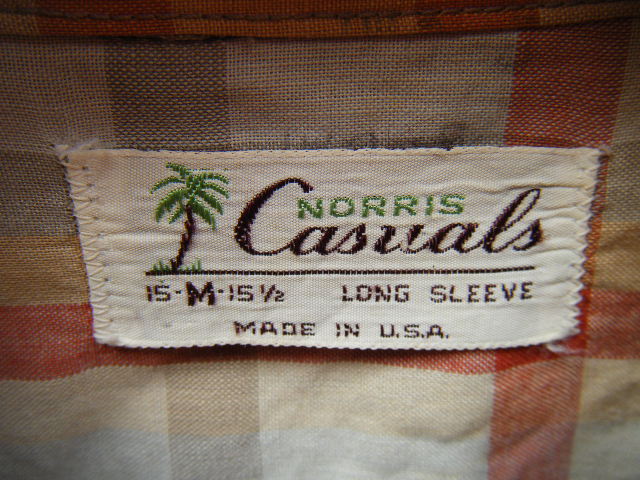 NORRIS
Casuals
15-M-15½ LONG SLEEVE
MADE IN U.S.A.